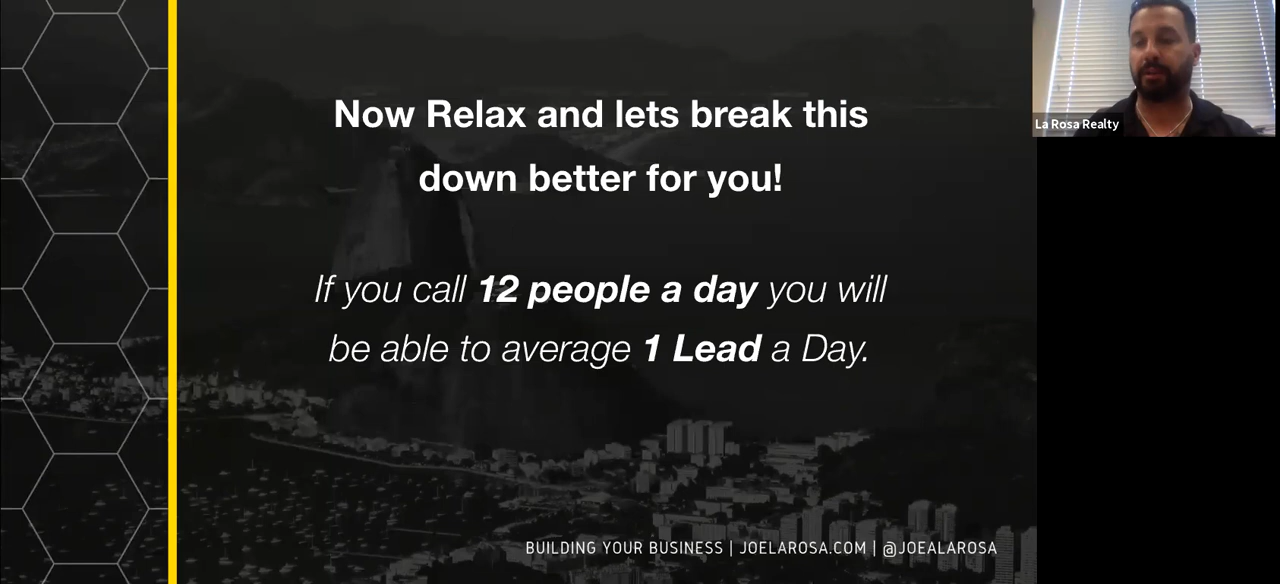 Now Relax and lets break this
down better for you!
If you call 12 people a day you will
be able to average 1 Lead a Day.
BUILDING YOUR BUSINESS | JOELAROSA.COM | @JOEALAROSA
La Rosa Realty